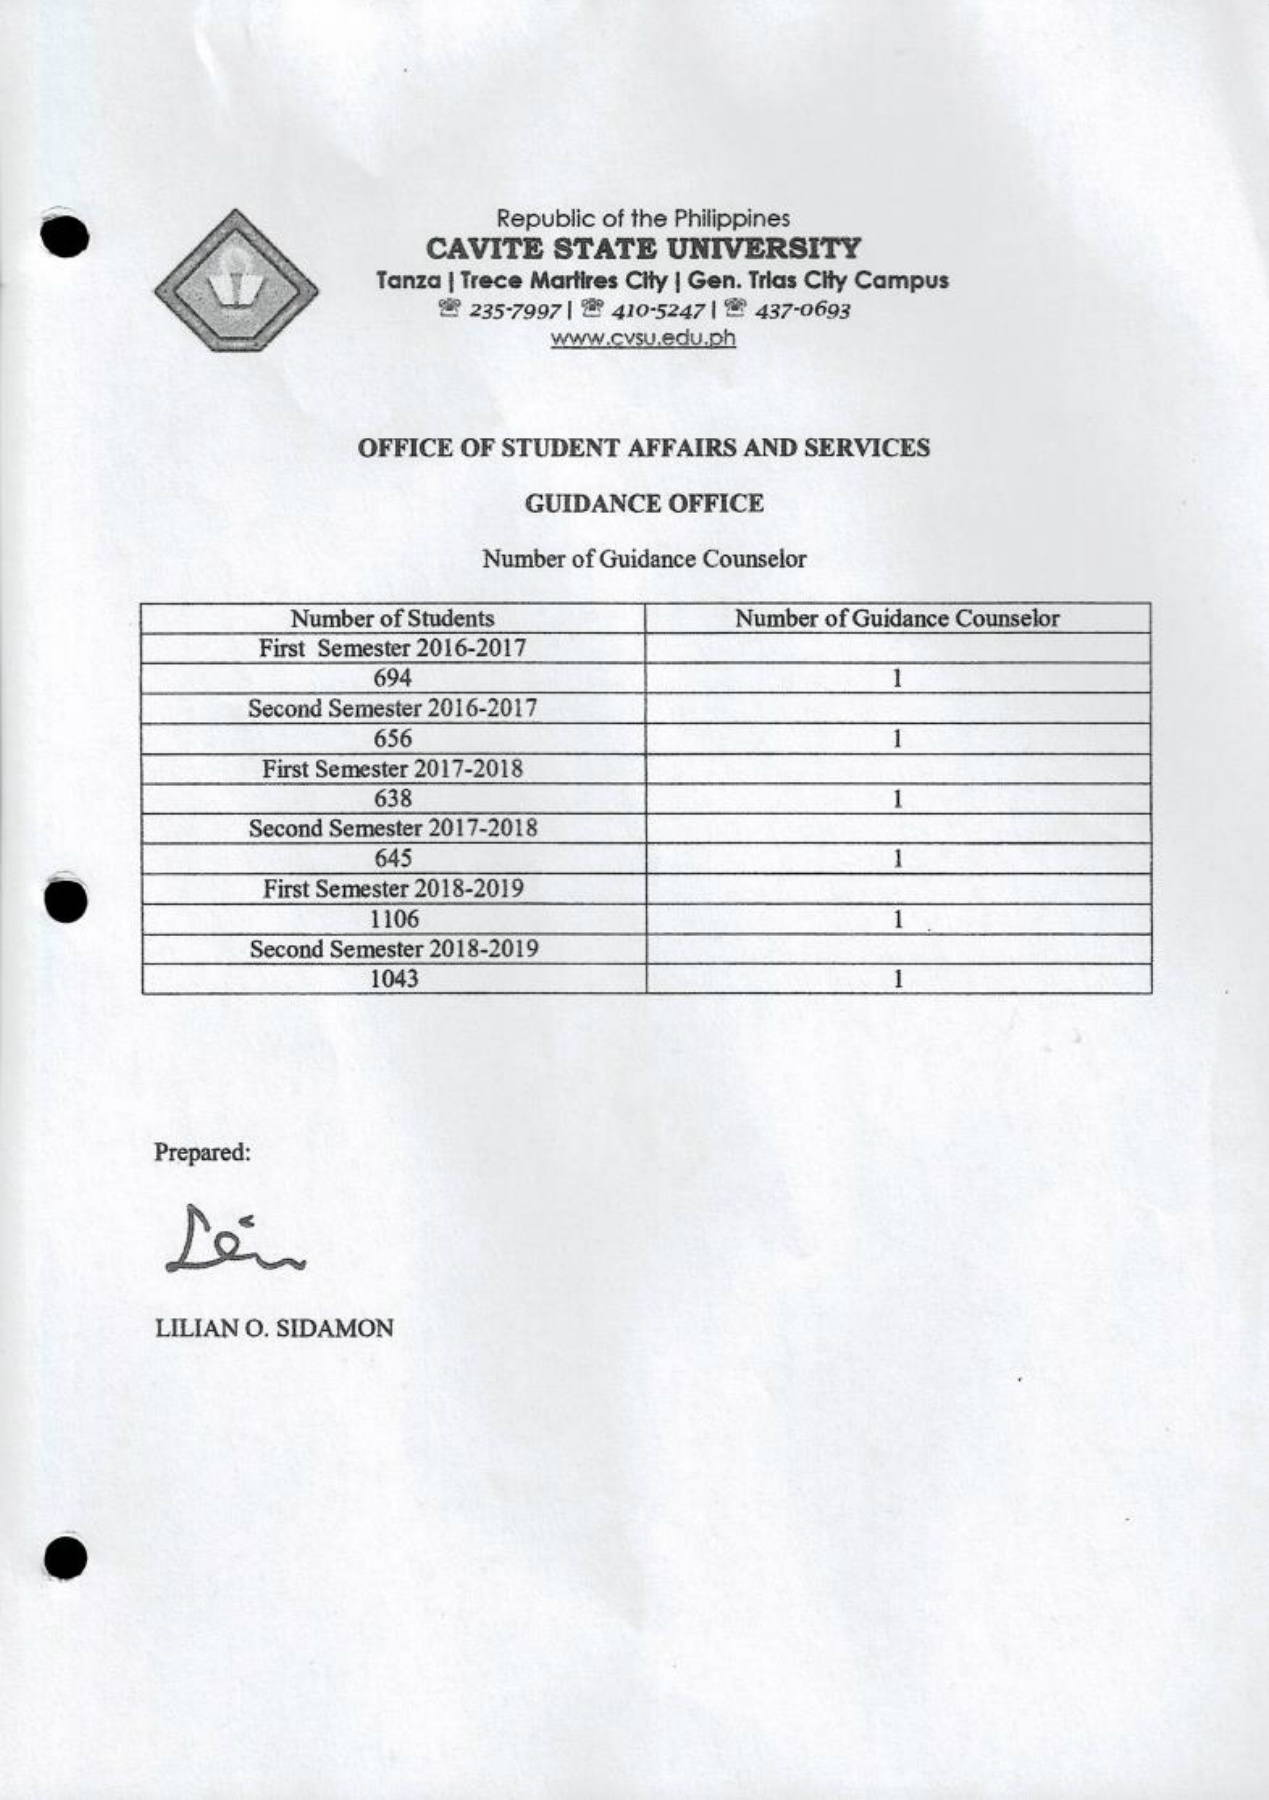 Republic of the Philippines
CAVITE STATE UNIVERSITY
Tanza | Trece Martires City | Gen. Trias City Campus
☏ 235-7997 | ☏ 410-5247 | ☏ 437-0693
www.cvsu.edu.ph
OFFICE OF STUDENT AFFAIRS AND SERVICES
GUIDANCE OFFICE
Number of Guidance Counselor
Number of Students Number of Guidance Counselor
First Semester 2016-2017
694 1
Second Semester 2016-2017
656 1
First Semester 2017-2018
638 1
Second Semester 2017-2018
645 1
First Semester 2018-2019
1106 1
Second Semester 2018-2019
1043 1
Prepared:
LILIAN O. SIDAMON